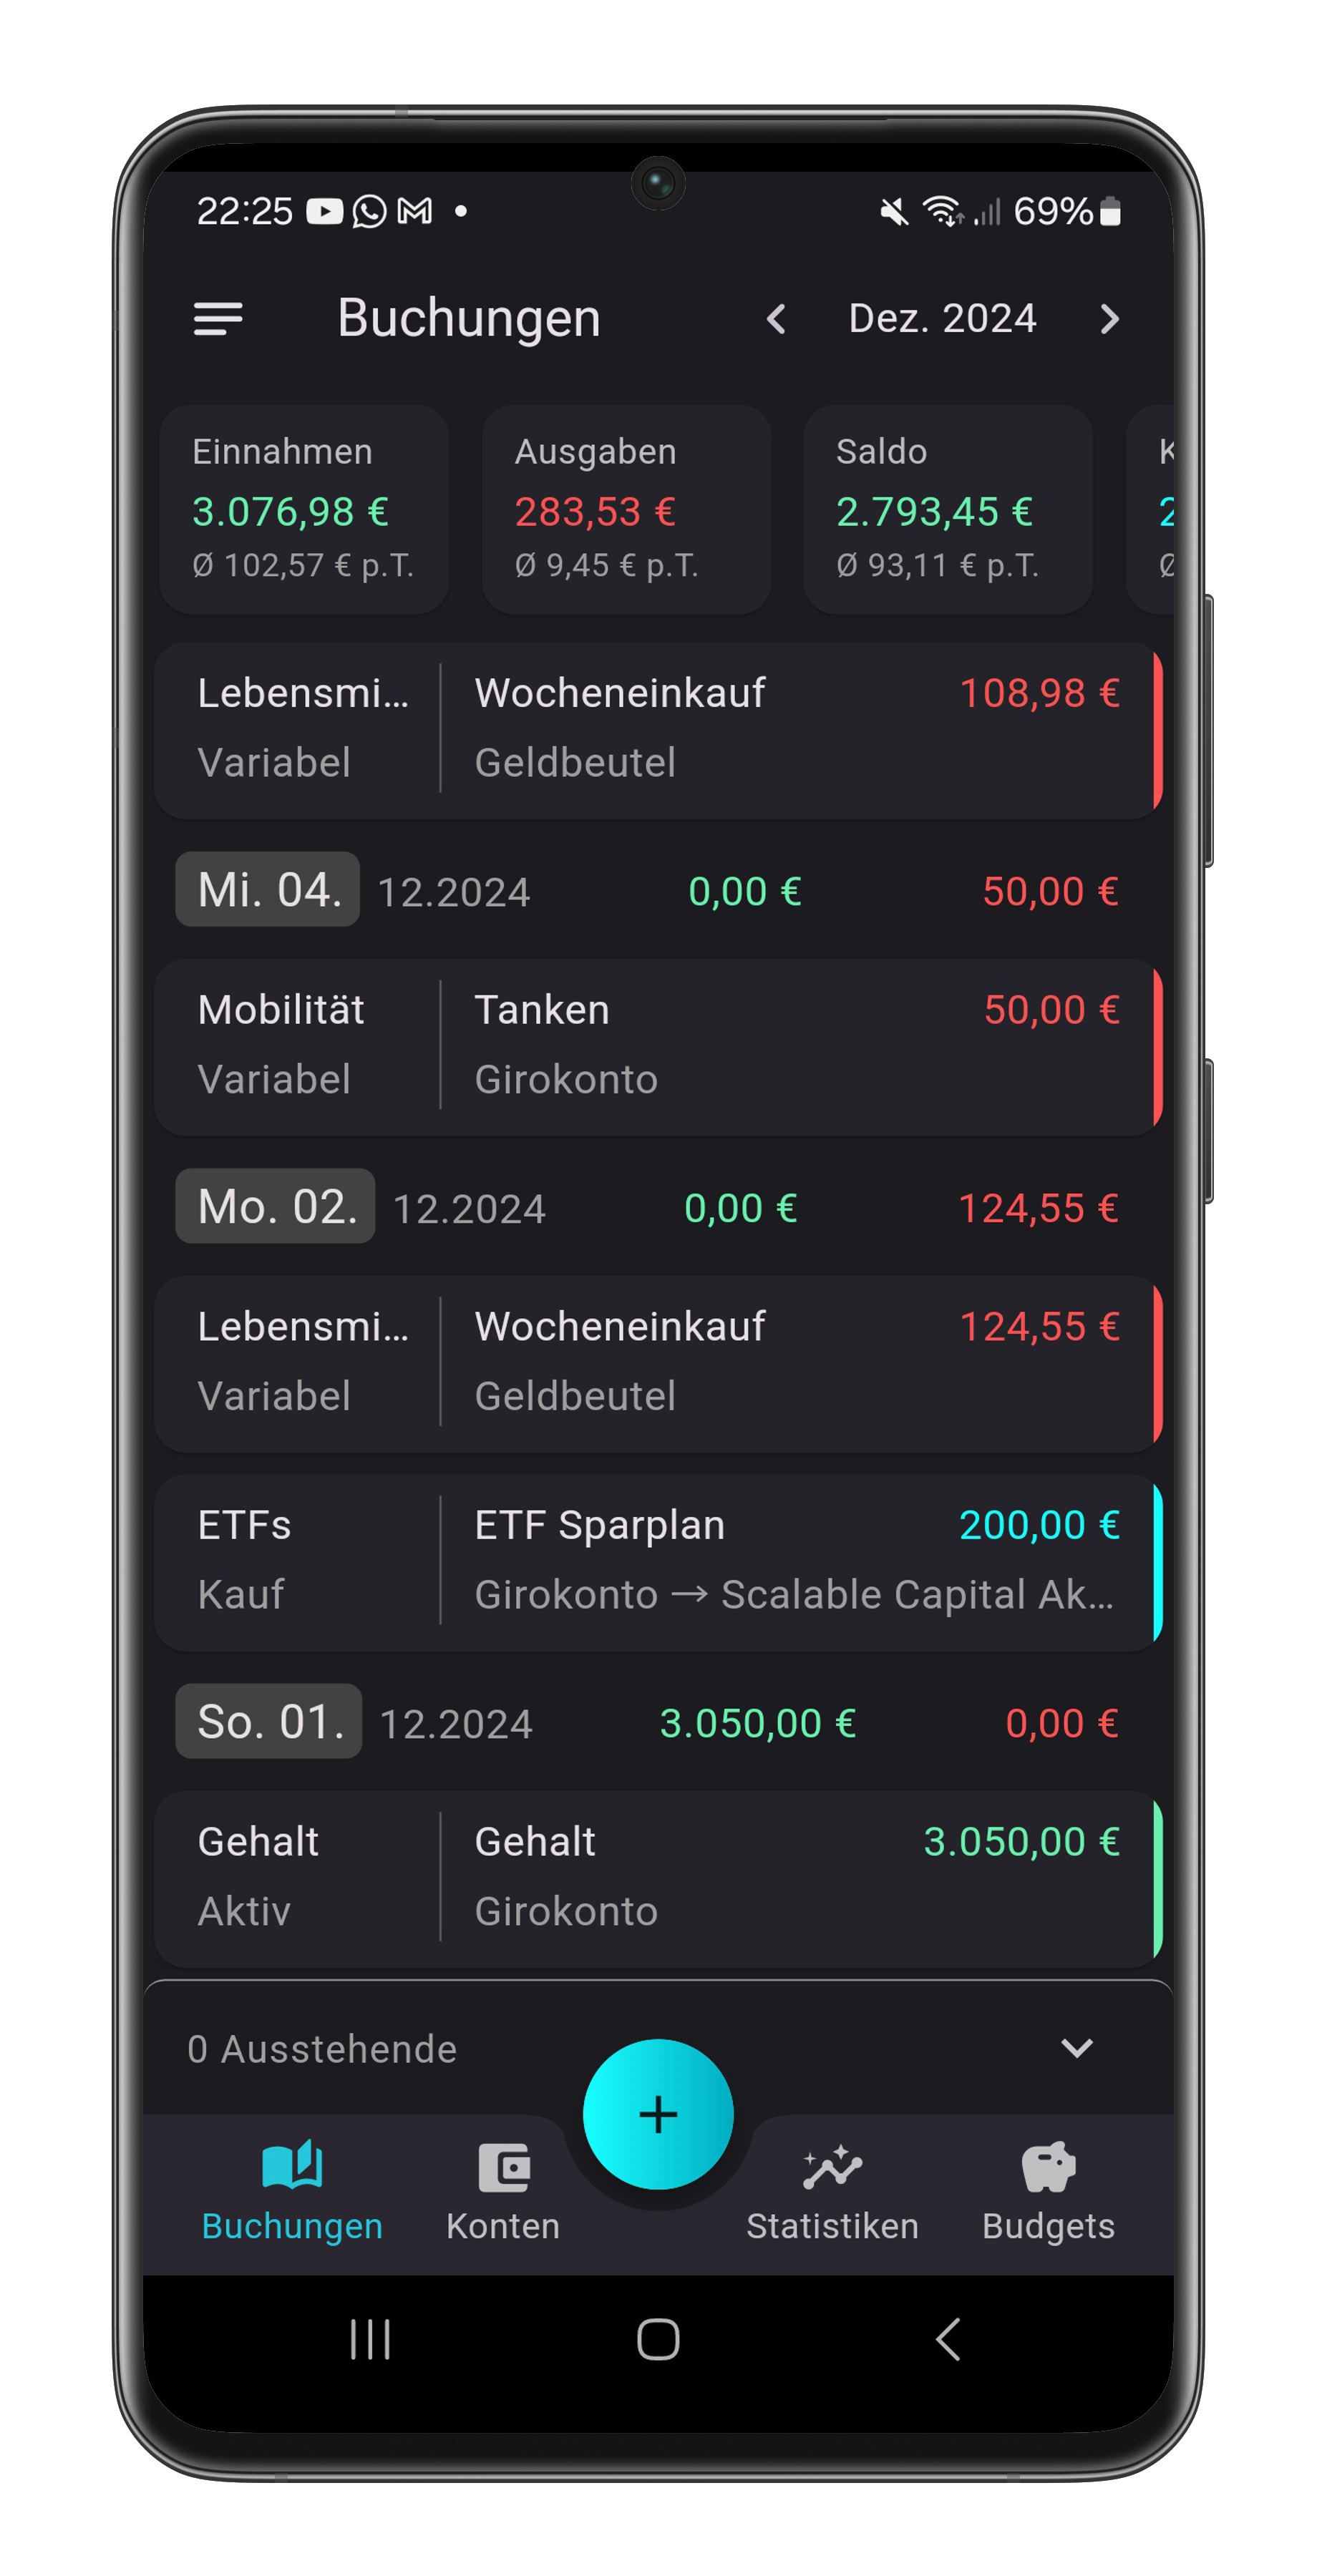 22:25 69%
Buchungen Dez. 2024
Einnahmen Ausgaben Saldo K
3.076,98 € 283,53 € 2.793,45 € 2
Ø 102,57 € p.T. Ø 9,45 € p.T. Ø 93,11 € p.T. Ø
Lebensmi... Wocheneinkauf 108,98 €
Variabel Geldbeutel
Mi. 04. 12.2024 0,00 € 50,00 €
Mobilität Tanken 50,00 €
Variabel Girokonto
Mo. 02. 12.2024 0,00 € 124,55 €
Lebensmi... Wocheneinkauf 124,55 €
Variabel Geldbeutel
ETFs ETF Sparplan 200,00 €
Kauf Girokonto → Scalable Capital Ak...
So. 01. 12.2024 3.050,00 € 0,00 €
Gehalt Gehalt 3.050,00 €
Aktiv Girokonto
0 Ausstehende
+
Buchungen Konten Statistiken Budgets